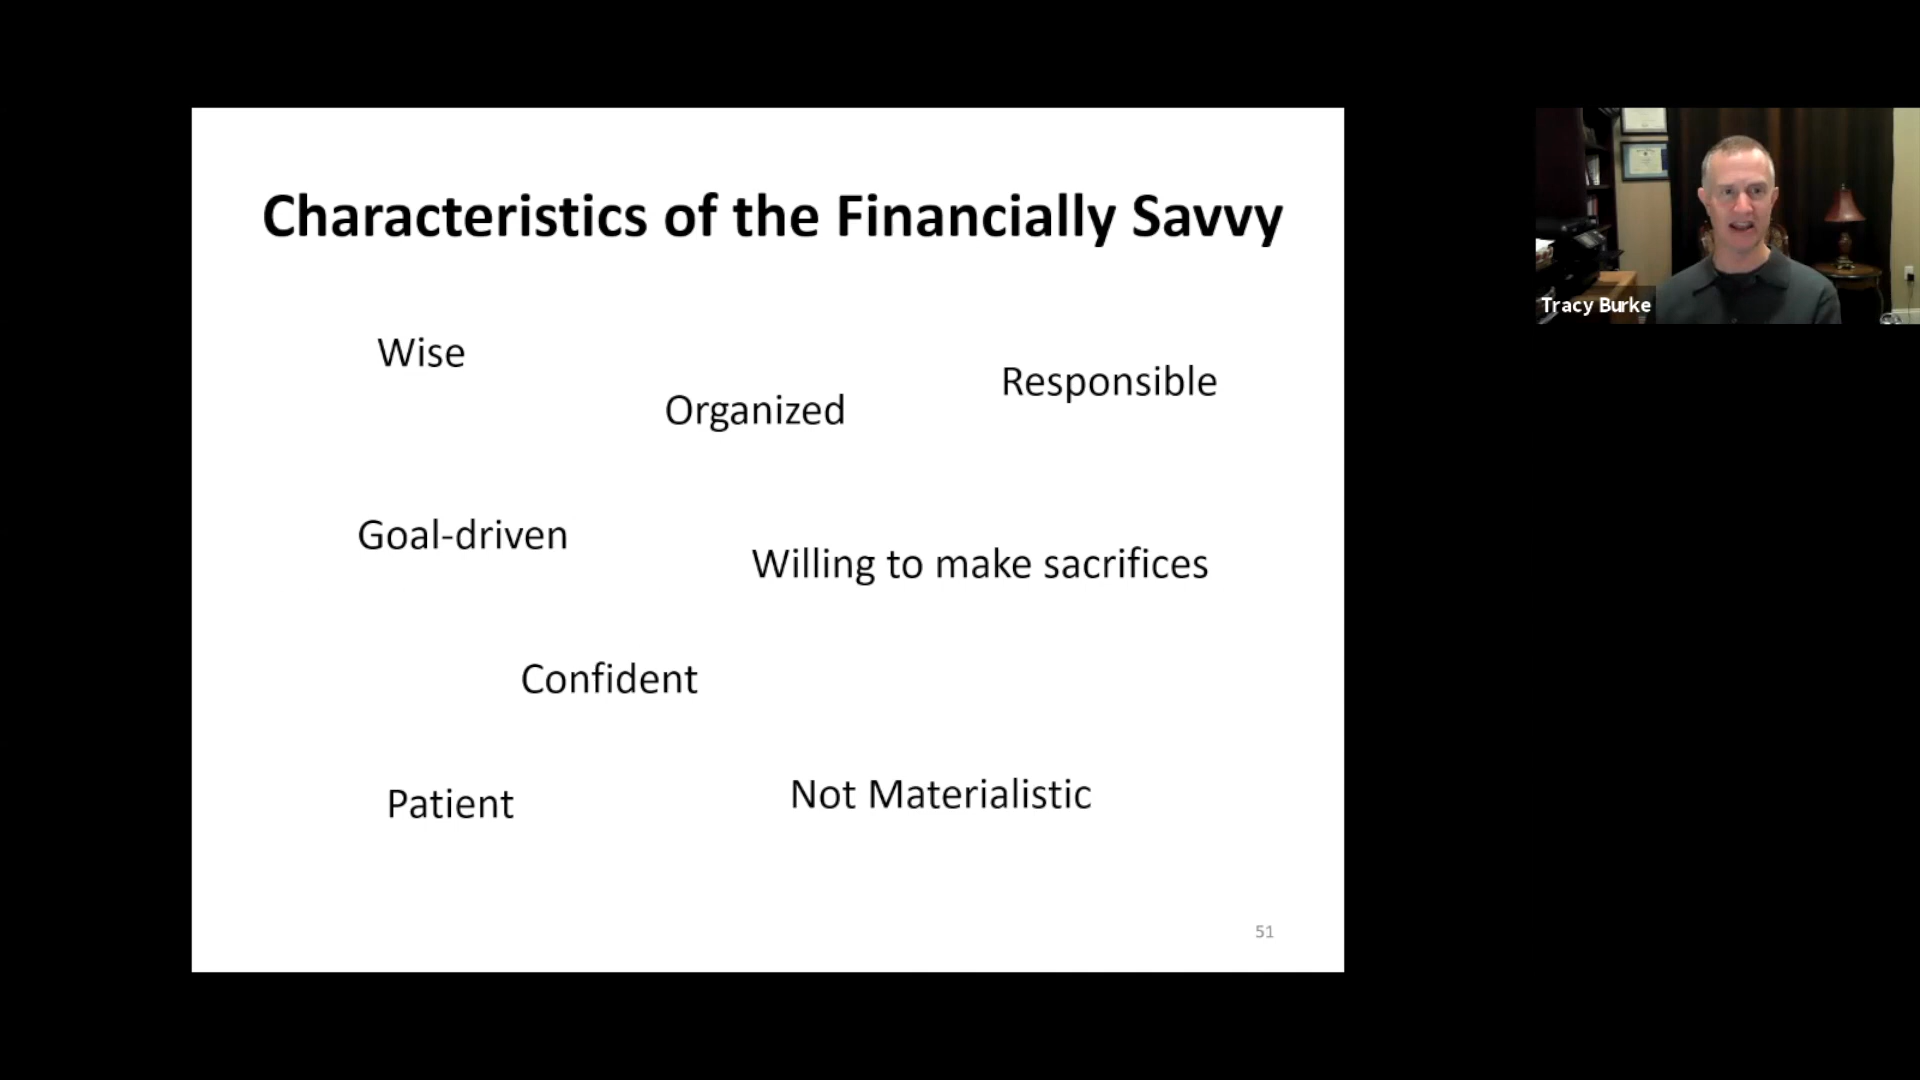 Characteristics of the Financially Savvy
Wise
Organized
Responsible
Goal-driven
Willing to make sacrifices
Confident
Patient
Not Materialistic
51
Tracy Burke